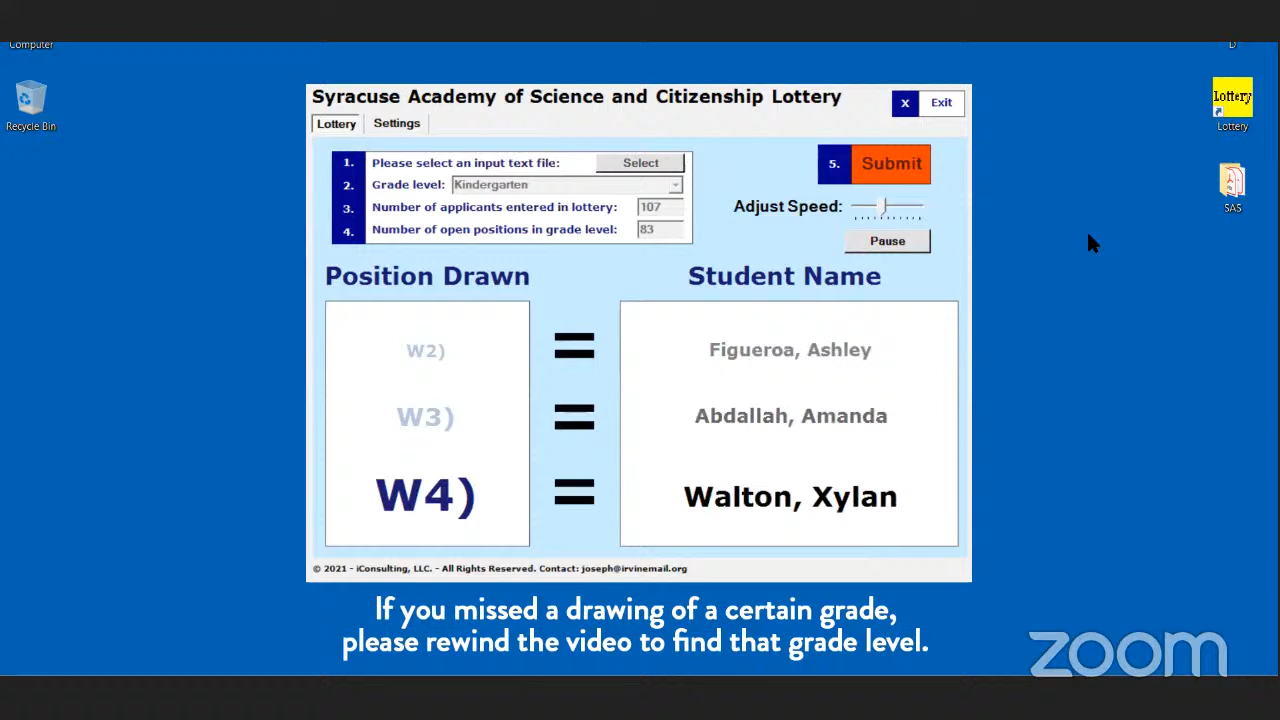 Computer
D
Recycle Bin
Lottery
Lottery
SAS
Syracuse Academy of Science and Citizenship Lottery
X Exit
Lottery Settings
1. Please select an input text file: Select
2. Grade level: Kindergarten
3. Number of applicants entered in lottery: 107
4. Number of open positions in grade level: 83
5. Submit
Adjust Speed:
Pause
Position Drawn Student Name
W2) = Figueroa, Ashley
W3) = Abdallah, Amanda
W4) = Walton, Xylan
© 2021 - iConsulting, LLC. - All Rights Reserved. Contact: joseph@irvinemail.org
If you missed a drawing of a certain grade,
please rewind the video to find that grade level.
zoom